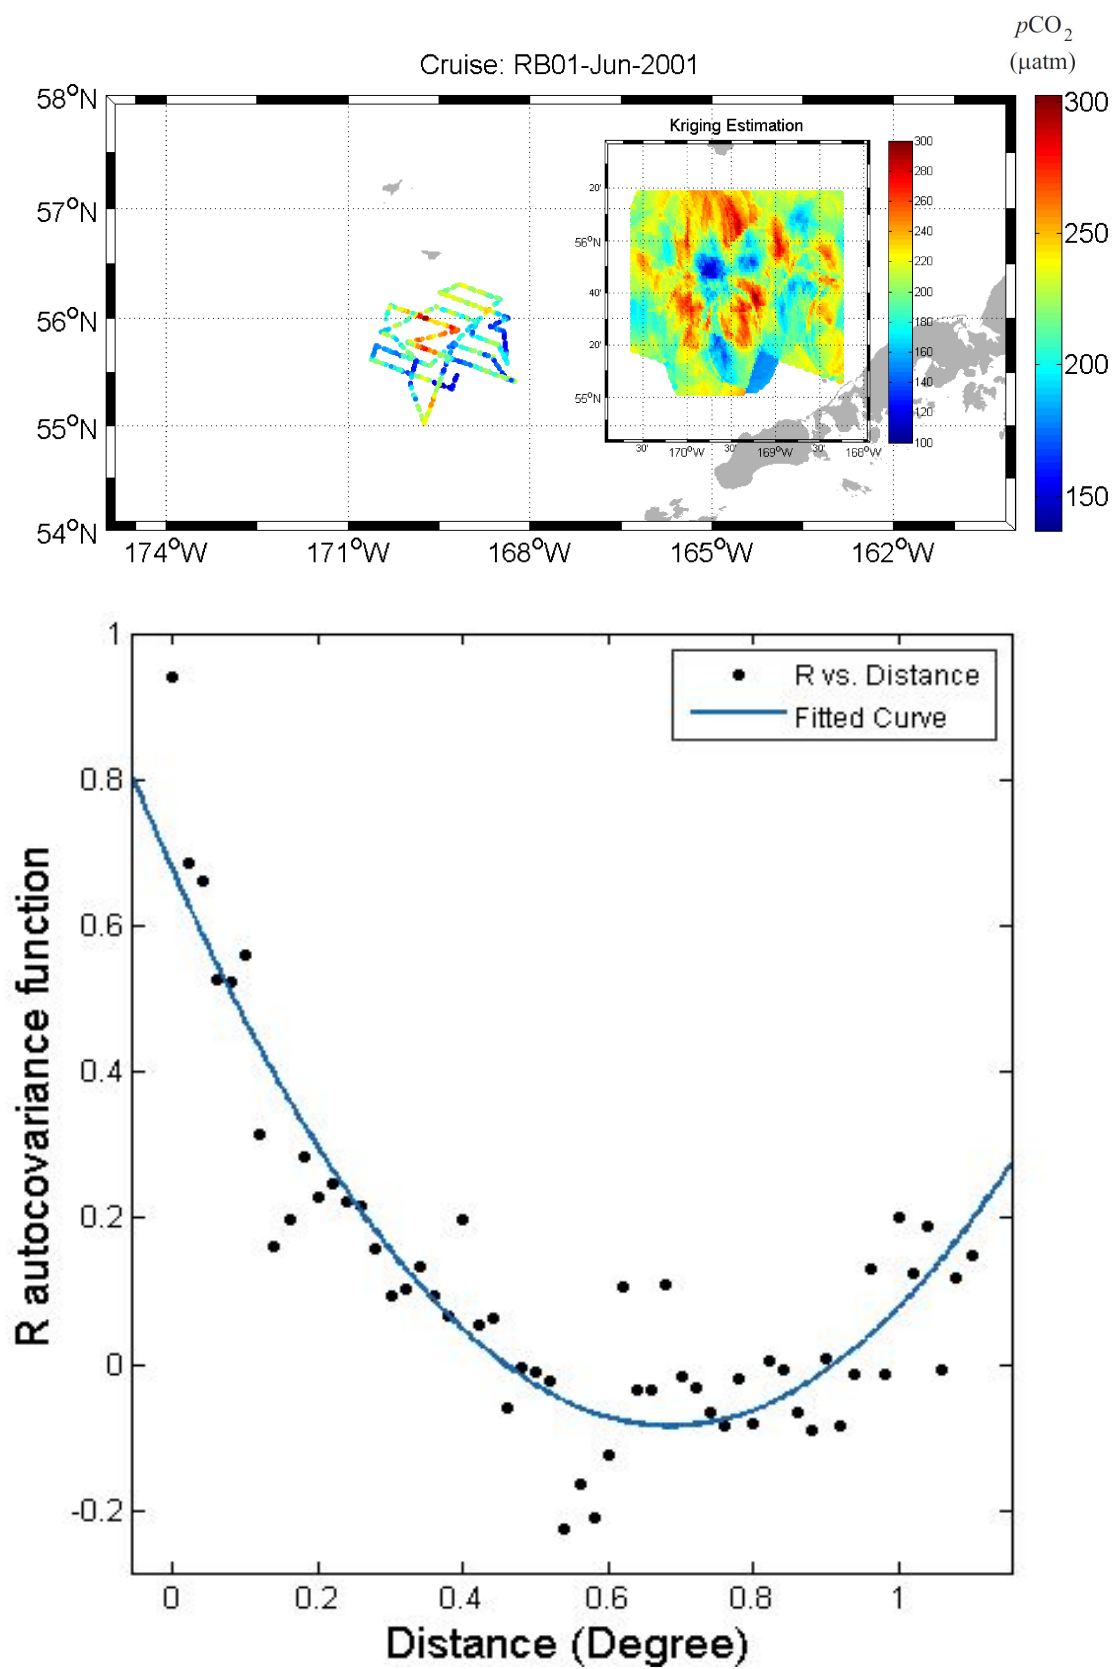 pCO₂
(µatm)
Cruise: RB01-Jun-2001
58°N
57°N
56°N
55°N
54°N
174°W 171°W 168°W 165°W 162°W
300
250
200
150
Kriging Estimation
20'
56°N
40'
20'
55°N
30' 170°W 30' 169°W 30' 168°W
300
280
260
240
220
200
180
160
140
120
100
R vs. Distance
Fitted Curve
R autocovariance function
1
0.8
0.6
0.4
0.2
0
-0.2
0 0.2 0.4 0.6 0.8 1
Distance (Degree)